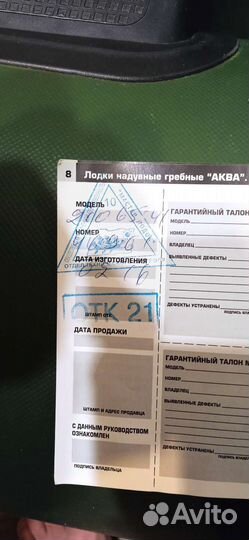 8 Лодки надувные гребные "АКВА".
МОДЕЛЬ
НОМЕР
ДАТА ИЗГОТОВЛЕНИЯ
ОТК 21
ШТАМП ОТК
ДАТА ПРОДАЖИ
ШТАМП И АДРЕС ПРОДАВЦА
С ДАННЫМ РУКОВОДСТВОМ
ОЗНАКОМЛЕН
ПОДПИСЬ ВЛАДЕЛЬЦА
ГАРАНТИЙНЫЙ ТАЛОН
МОДЕЛЬ
НОМЕР
ВЛАДЕЛЕЦ
ВЫЯВЛЕННЫЕ ДЕФЕКТЫ
ДЕФЕКТЫ УСТРАНЕНЫ
ПОДПИСЬ
ГАРАНТИЙНЫЙ ТАЛОН
МОДЕЛЬ
НОМЕР
ВЛАДЕЛЕЦ
ВЫЯВЛЕННЫЕ ДЕФЕКТЫ
ДЕФЕКТЫ УСТРАНЕНЫ
ПОДПИСЬ
Avito